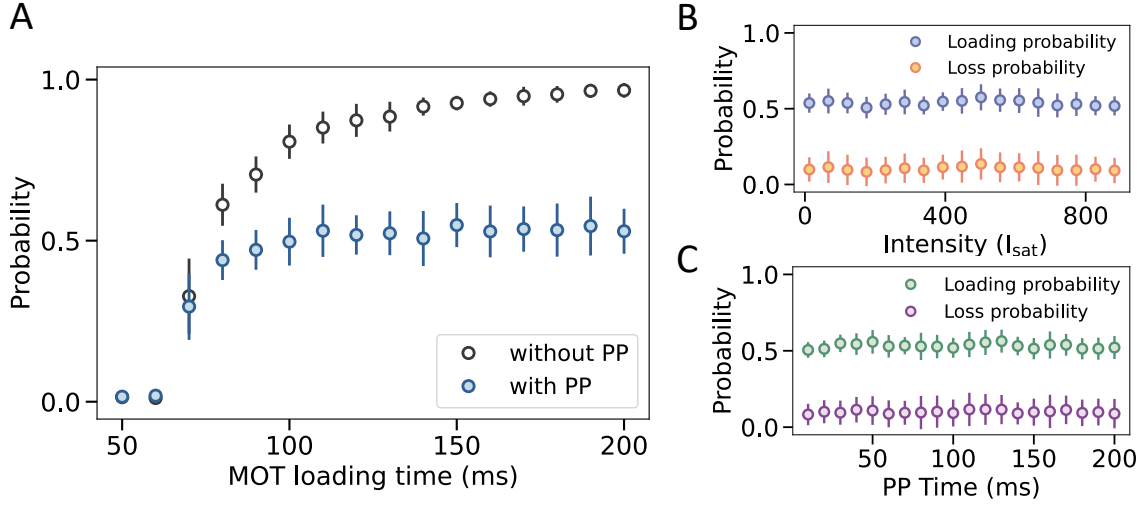 A
Probability
1.0
0.5
0.0
without PP
with PP
50
100
150
200
MOT loading time (ms)
B
Probability
1.0
0.5
0.0
Loading probability
Loss probability
0
400
800
Intensity (Isat)
C
Probability
1.0
0.5
0.0
Loading probability
Loss probability
50
100
150
200
PP Time (ms)